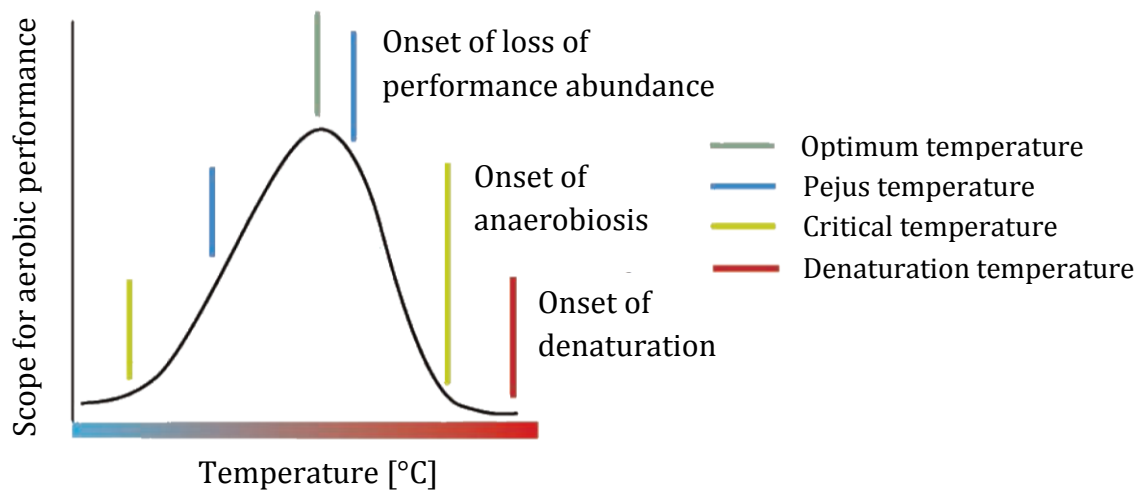 Scope for aerobic performance
Onset of loss of
performance abundance
Onset of
anaerobiosis
Onset of
denaturation
Optimum temperature
Pejus temperature
Critical temperature
Denaturation temperature
Temperature [°C]